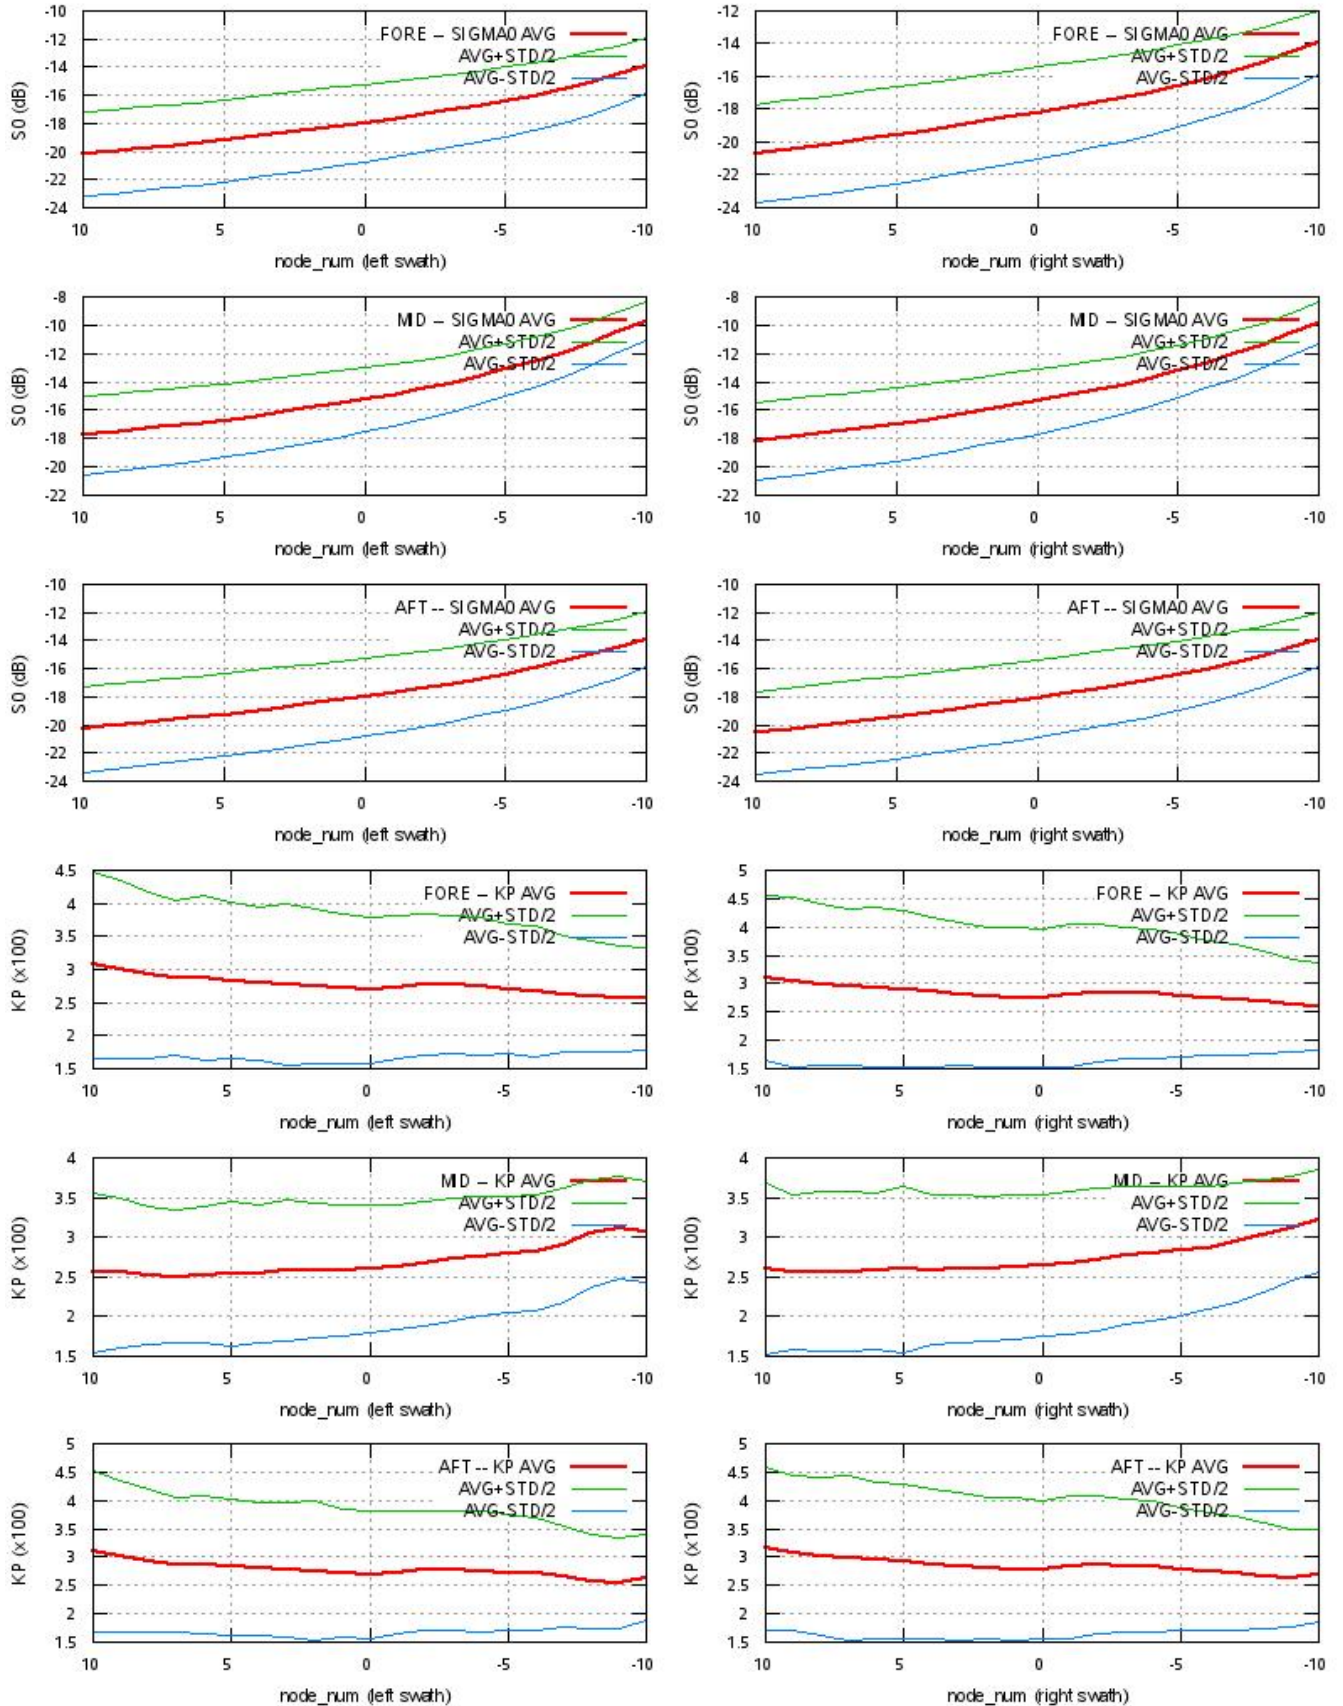 -10
-12
-14
-16
-18
-20
-22
-24
S0 (dB)
FORE – SIGMA0 AVG
AVG+STD/2
AVG-STD/2
10 5 0 -5 -10
node_num (left swath)
-12
-14
-16
-18
-20
-22
-24
S0 (dB)
FORE – SIGMA0 AVG
AVG+STD/2
AVG-STD/2
10 5 0 -5 -10
node_num (right swath)
-8
-10
-12
-14
-16
-18
-20
-22
S0 (dB)
MID – SIGMA0 AVG
AVG+STD/2
AVG-STD/2
10 5 0 -5 -10
node_num (left swath)
-8
-10
-12
-14
-16
-18
-20
-22
S0 (dB)
MID – SIGMA0 AVG
AVG+STD/2
AVG-STD/2
10 5 0 -5 -10
node_num (right swath)
-10
-12
-14
-16
-18
-20
-22
-24
S0 (dB)
AFT -- SIGMA0 AVG
AVG+STD/2
AVG-STD/2
10 5 0 -5 -10
node_num (left swath)
-10
-12
-14
-16
-18
-20
-22
-24
S0 (dB)
AFT -- SIGMA0 AVG
AVG+STD/2
AVG-STD/2
10 5 0 -5 -10
node_num (right swath)
4.5
4
3.5
3
2.5
2
1.5
KP (x100)
FORE – KP AVG
AVG+STD/2
AVG-STD/2
10 5 0 -5 -10
node_num (left swath)
5
4.5
4
3.5
3
2.5
2
1.5
KP (x100)
FORE – KP AVG
AVG+STD/2
AVG-STD/2
10 5 0 -5 -10
node_num (right swath)
4
3.5
3
2.5
2
1.5
KP (x100)
MID – KP AVG
AVG+STD/2
AVG-STD/2
10 5 0 -5 -10
node_num (left swath)
4
3.5
3
2.5
2
1.5
KP (x100)
MID – KP AVG
AVG+STD/2
AVG-STD/2
10 5 0 -5 -10
node_num (right swath)
5
4.5
4
3.5
3
2.5
2
1.5
KP (x100)
AFT -- KP AVG
AVG+STD/2
AVG-STD/2
10 5 0 -5 -10
node_num (left swath)
5
4.5
4
3.5
3
2.5
2
1.5
KP (x100)
AFT -- KP AVG
AVG+STD/2
AVG-STD/2
10 5 0 -5 -10
node_num (right swath)